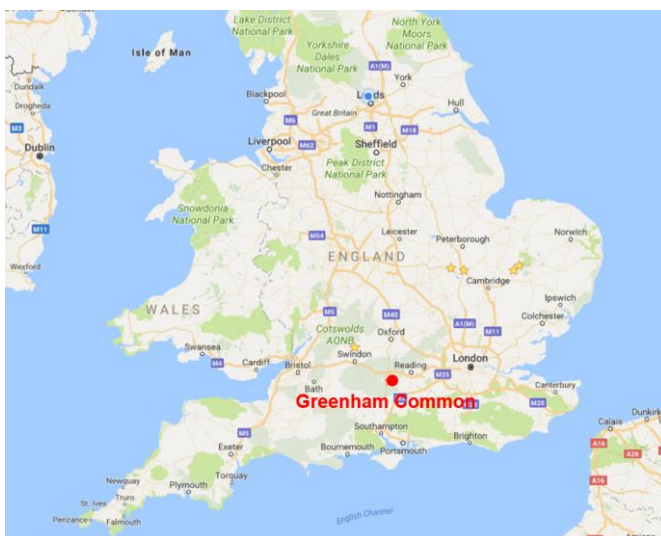 Lake District
National Park
North York
Moors
National Park
Isle of Man
Yorkshire
Dales
National Park
A1(M)
York
Dundalk
Drogheda
Blackpool
Leeds
Great Britain
Hull
M6
M1
M18
M3
Dublin
Liverpool
M62
Sheffield
Chester
Peak District
National Park
M11
Snowdonia
National Park
Nottingham
Wexford
M54
Leicester
Peterborough
Norwich
ENGLAND
Cambridge
Ipswich
WALES
M5
M40
A1(M)
M11
Colchester
Cotswolds
AONB
Oxford
Swansea
M4
Cardiff
Swindon
London
Bristol
Reading
M25
Bath
Canterbury
Greenham Common
M20
Southampton
M5
Exeter
Bournemouth
Portsmouth
Brighton
Calais
Dunkirk
A16
A26
A16
Newquay
Plymouth
Torquay
St. Ives
Truro
Penzance
Falmouth
English Channel